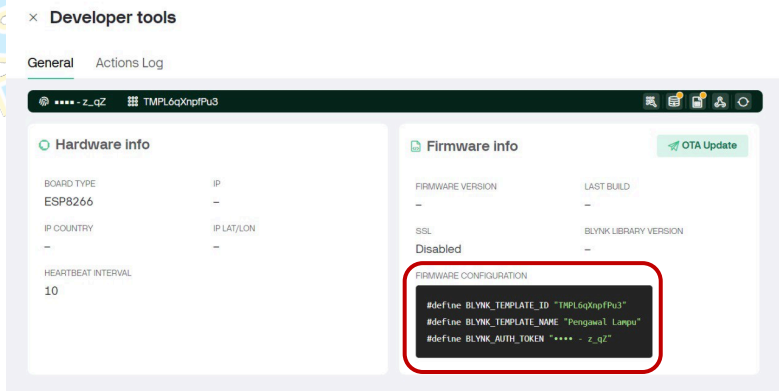 × Developer tools
General Actions Log
•••• - z_qZ TMPL6qXnpfPu3
Hardware info
BOARD TYPE IP
ESP8266 –
IP COUNTRY IP LAT/LON
– –
HEARTBEAT INTERVAL
10
Firmware info OTA Update
FIRMWARE VERSION LAST BUILD
– –
SSL BLYNK LIBRARY VERSION
Disabled –
FIRMWARE CONFIGURATION
#define BLYNK_TEMPLATE_ID "TMPL6qXnpfPu3"
#define BLYNK_TEMPLATE_NAME "Pengawal Lampu"
#define BLYNK_AUTH_TOKEN "•••• - z_qZ"